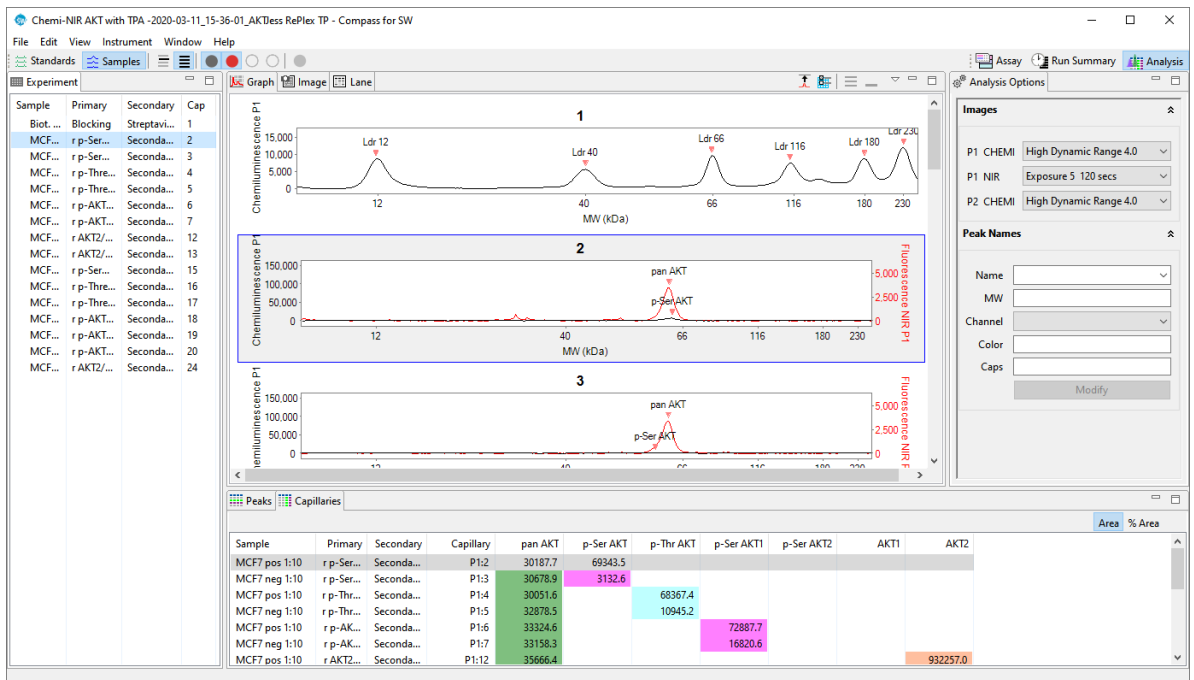 Chemi-NIR AKT with TPA -2020-03-11_15-36-01_AKTless RePlex TP - Compass for SW
File Edit View Instrument Window Help
Standards Samples Assay Run Summary Analysis
Experiment
Sample Primary Secondary Cap
Biot. ... Blocking Streptavi... 1
MCF... r p-Ser... Seconda... 2
MCF... r p-Ser... Seconda... 3
MCF... r p-Thre... Seconda... 4
MCF... r p-Thre... Seconda... 5
MCF... r p-AKT... Seconda... 6
MCF... r p-AKT... Seconda... 7
MCF... r AKT2/... Seconda... 12
MCF... r AKT2/... Seconda... 13
MCF... r p-Ser... Seconda... 15
MCF... r p-Thre... Seconda... 16
MCF... r p-Thre... Seconda... 17
MCF... r p-AKT... Seconda... 18
MCF... r p-AKT... Seconda... 19
MCF... r p-AKT... Seconda... 20
MCF... r AKT2/... Seconda... 24
Graph Image Lane
1
Chemiluminescence P1
15,000
10,000
5,000
0
Ldr 12 Ldr 40 Ldr 66 Ldr 116 Ldr 180 Ldr 230
12 40 66 116 180 230
MW (kDa)
2
Chemiluminescence P1
150,000
100,000
50,000
0
pan AKT
p-Ser AKT
5,000
2,500
0
Fluorescence NIR P1
12 40 66 116 180 230
MW (kDa)
3
150,000
100,000
50,000
0
pan AKT
p-Ser AKT
5,000
2,500
0
12 40 66 116 180 230
Analysis Options
Images
P1 CHEMI High Dynamic Range 4.0
P1 NIR Exposure 5 120 secs
P2 CHEMI High Dynamic Range 4.0
Peak Names
Name
MW
Channel
Color
Caps
Modify
Peaks Capillaries
Area % Area
Sample Primary Secondary Capillary pan AKT p-Ser AKT p-Thr AKT p-Ser AKT1 p-Ser AKT2 AKT1 AKT2
MCF7 pos 1:10 r p-Ser... Seconda... P1:2 30187.7 69343.5
MCF7 neg 1:10 r p-Ser... Seconda... P1:3 30678.9 3132.6
MCF7 pos 1:10 r p-Thr... Seconda... P1:4 30051.6 68367.4
MCF7 neg 1:10 r p-Thr... Seconda... P1:5 32878.5 10945.2
MCF7 pos 1:10 r p-AK... Seconda... P1:6 33324.6 72887.7
MCF7 neg 1:10 r p-AK... Seconda... P1:7 33158.3 16820.6
MCF7 pos 1:10 r AKT2... Seconda... P1:12 35666.4 932257.0